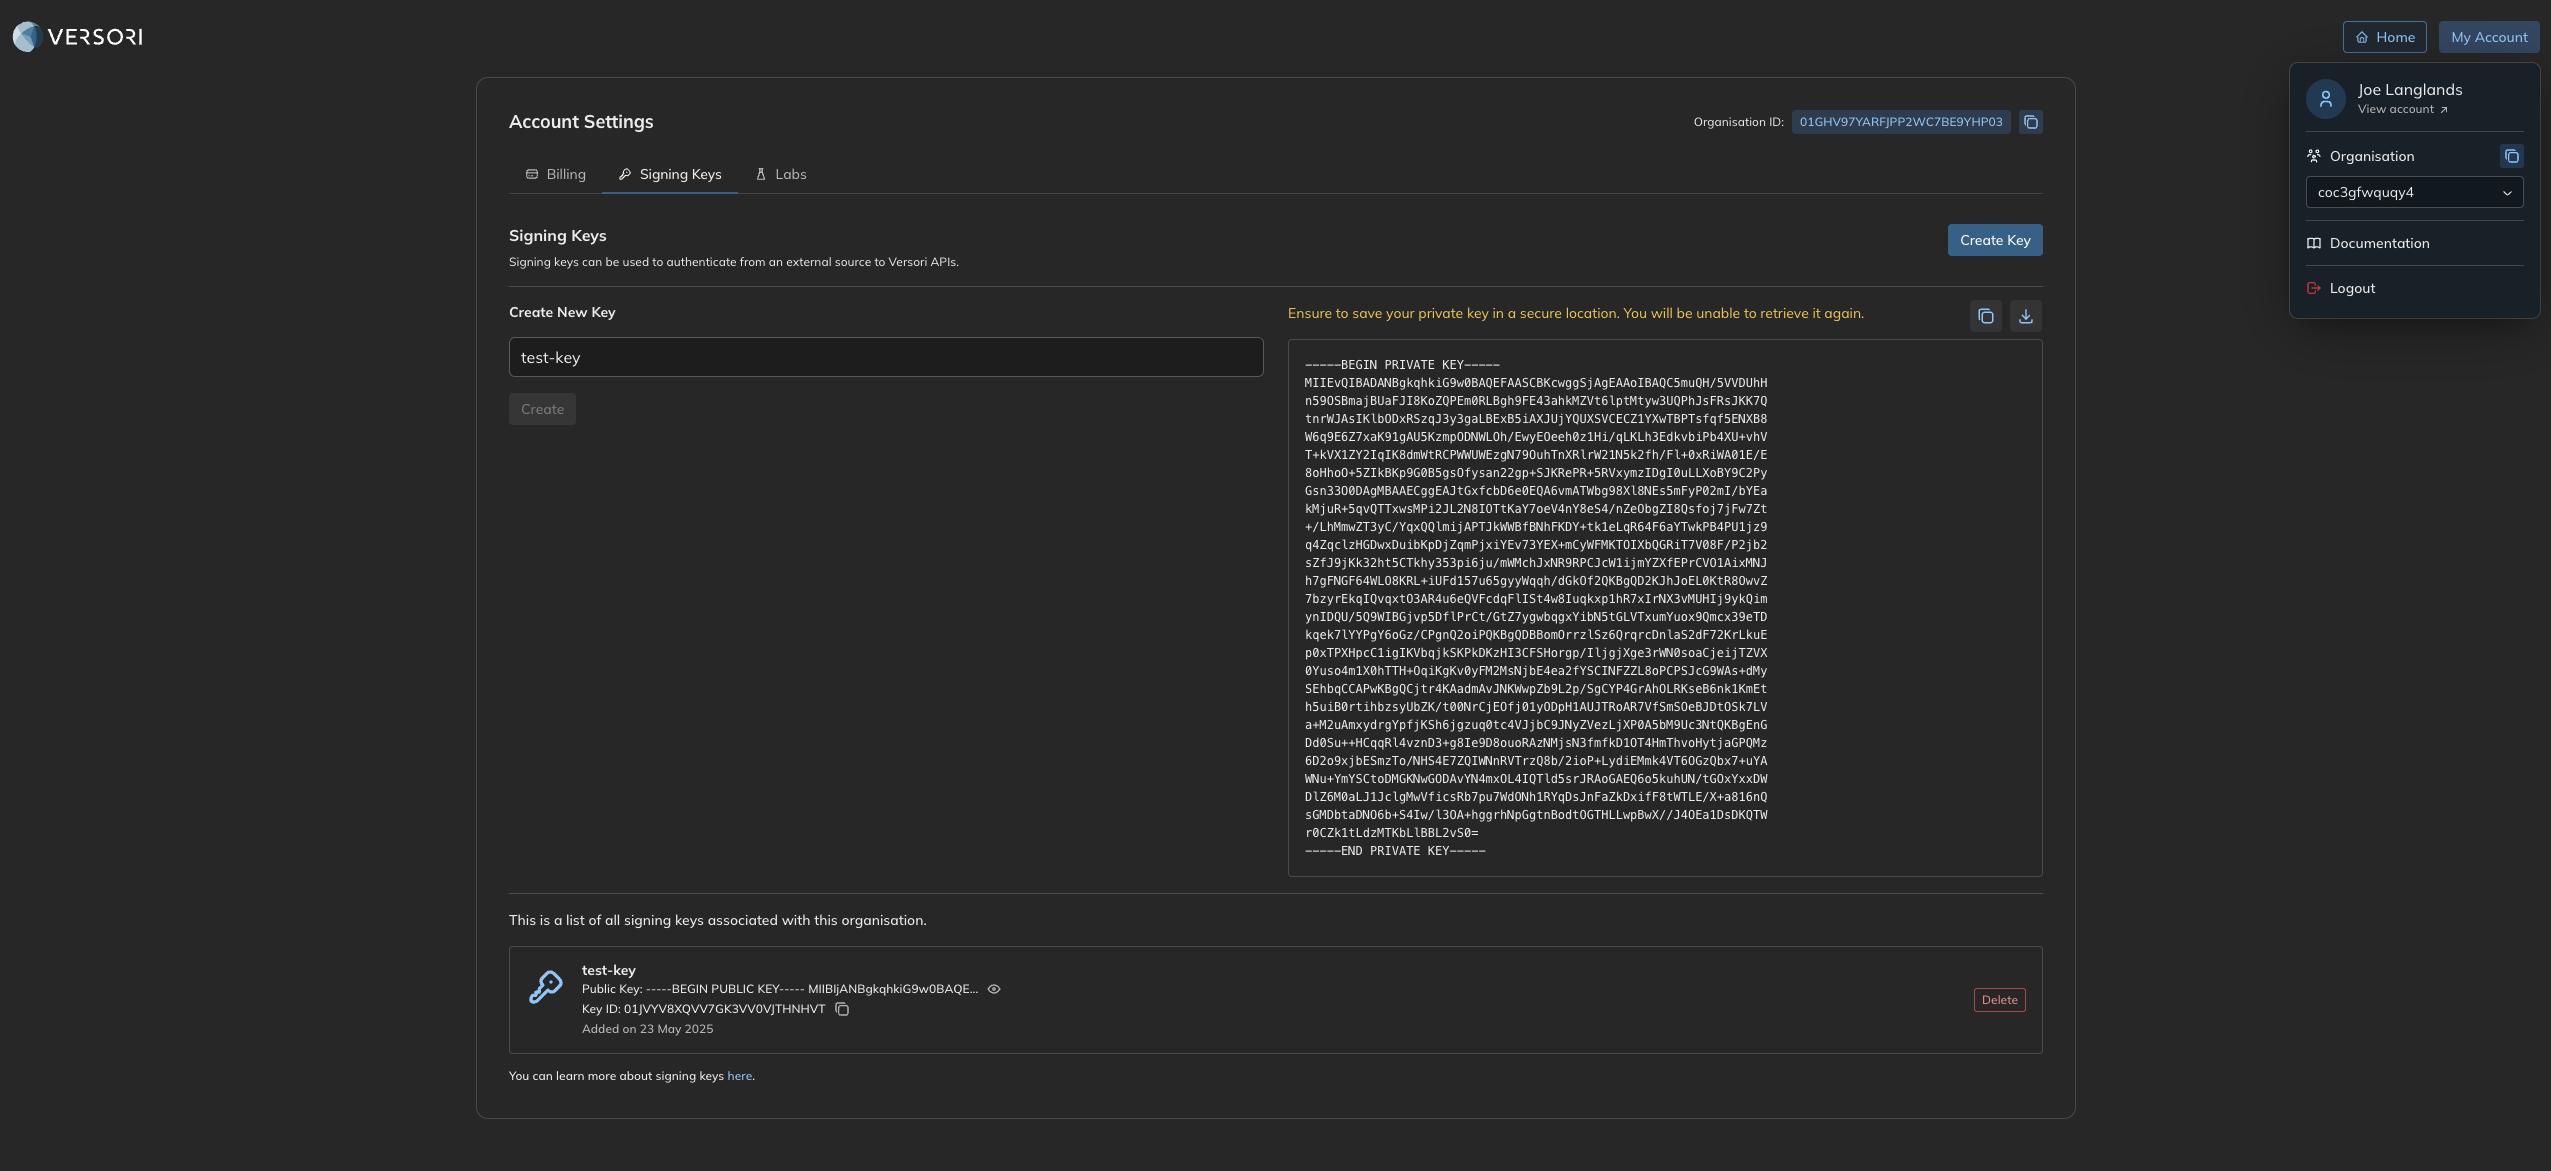 VERSORI
Home
My Account
Joe Langlands
View account
Organisation
coc3gfwquqy4
Documentation
Logout
Account Settings
Organisation ID: 01GHV97YARFJPP2WC7BE9YHP03
Billing
Signing Keys
Labs
Signing Keys
Signing keys can be used to authenticate from an external source to Versori APIs.
Create Key
Create New Key
test-key
Create
Ensure to save your private key in a secure location. You will be unable to retrieve it again.
-----BEGIN PRIVATE KEY-----
MIIEvQIBADANBgkqhkiG9w0BAQEFAASCBKcwggSjAgEAAoIBAQC5muQH/5VVDUhH
n59OSBmajBUaFJI8KoZQPEm0RLBgh9FE43ahkMZVt6lptMtyw3UQPhJsFRsJKK7Q
tnrWJAsIKlbODxRSzqJ3y3gaLBExB5iAXJUjYQUXSVCECZ1YXwTBPTsfqf5ENXB8
W6q9E6Z7xaK91gAU5KzmpODNWLOh/EwyEOeeh0z1Hi/qLKLh3EdkvbiPb4XU+vhV
T+kVX1ZY2IqIK8dmWtRCPWWUWEzgN79OuhTnXRlrW21N5k2fh/Fl+0xRiWA01E/E
8oHhoO+5ZIkBKp9G0B5gsOfysan22gp+SJKRePR+5RVxymzIDgI0uLLXoBY9C2Py
Gsn33O0DAgMBAAECggEAJtGxfcbD6e0EQA6vmATWbg98Xl8NEs5mFyP02mI/bYEa
kMjuR+5qvQTTxwsMPi2JL2N8IOTtKaY7oeV4nY8eS4/nZeObgZI8Qsfoj7jFw7Zt
+/LhMmwZT3yC/YqxQQlmijAPTJkWWBfBNhFKDY+tk1eLqR64F6aYTwkPB4PU1jz9
q4ZqclzHGDwxDuibKpDjZqmPjxiYEv73YEX+mCyWFMKTOIXbQGRiT7V08F/P2jb2
sZfJ9jKk32ht5CTkhy353pi6ju/mWMchJxNR9RPCJcW1ijmYZXfEPrCVO1AixMNJ
h7gFNGF64WLO8KRL+iUFd157u65gyyWqqh/dGkOf2QKBgQD2KJhJoEL0KtR8OwvZ
7bzyrEkqIQvqxtO3AR4u6eQVFcdqFlISt4w8Iuqkxp1hR7xIrNX3vMUHIj9ykQim
ynIDQU/5Q9WIBGjvp5DflPrCt/GtZ7ygwbqgxYibN5tGLVTxumYuox9Qmcx39eTD
kqek7lYYPgY6oGz/CPgnQ2oiPQKBgQDBBomOrrzlSz6QrqrcDnlaS2dF72KrLkuE
p0xTPXHpcC1igIKVbqjkSKPkDKzHI3CFSHorgp/IljgjXge3rWN0soaCjeijTZVX
0Yuso4m1X0hTTH+OqiKgKv0yFM2MsNjbE4ea2fYSCINFZZL8oPCPSJcG9WAs+dMy
SEhbqCCAPwKBgQCjtr4KAadmAvJNKWwpZb9L2p/SgCYP4GrAhOLRKseB6nk1KmEt
h5uiB0rtihbzsyUbZK/t00NrCjEOfj01yODpH1AUJTRoAR7VfSmSOeBJDtOSk7LV
a+M2uAmxydrgYpfjKSh6jgzuq0tc4VJjbC9JNyZVezLjXP0A5bM9Uc3NtQKBgEnG
Dd0Su++HCqqRl4vznD3+g8Ie9D8ouoRAzNMjsN3fmfkD1OT4HmThvoHytjaGPQMz
6D2o9xjbESmzTo/NHS4E7ZQIWNnRVTrzQ8b/2ioP+LydiEMmk4VT6OGzQbx7+uYA
WNu+YmYSCtoDMGKNwGODAvYN4mxOL4IQTld5srJRAoGAEQ6o5kuhUN/tGOxYxxDW
DlZ6M0aLJ1JclgMwVficsRb7pu7WdONh1RYqDsJnFaZkDxifF8tWTLE/X+a816nQ
sGMDbtaDNO6b+S4Iw/l3OA+hggrhNpGgtnBodtOGTHLLwpBwX//J4OEa1DsDKQTW
r0CZk1tLdzMTKbLlBBL2vS0=
-----END PRIVATE KEY-----
This is a list of all signing keys associated with this organisation.
test-key
Public Key: -----BEGIN PUBLIC KEY----- MIIBIjANBgkqhkiG9w0BAQE...
Key ID: 01JVYV8XQVV7GK3VV0VJTHNHVT
Added on 23 May 2025
Delete
You can learn more about signing keys here.